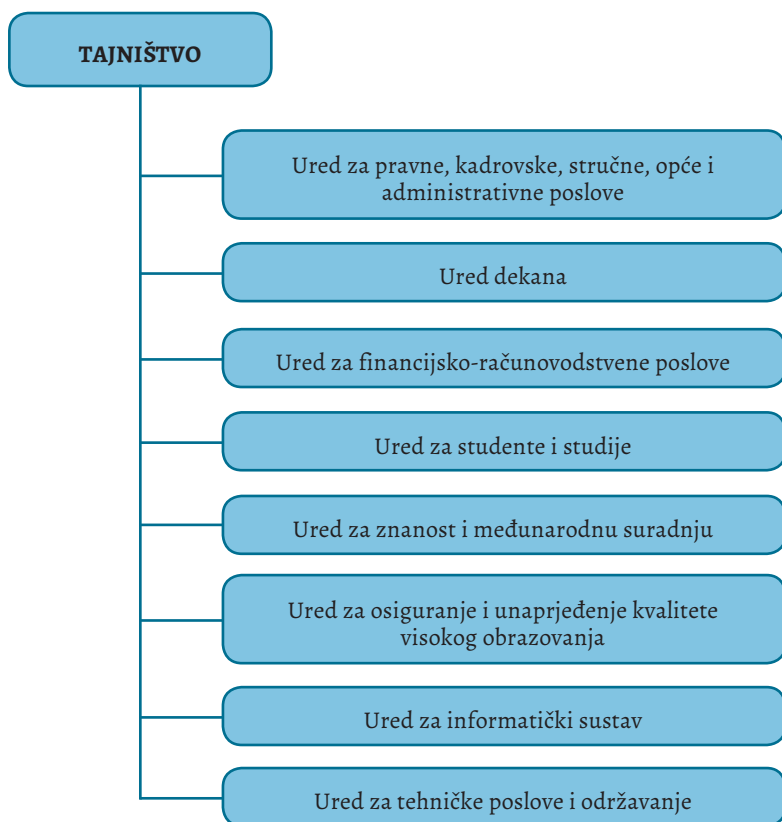 TAJNIŠTVO
Ured za pravne, kadrovske, stručne, opće i
administrativne poslove
Ured dekana
Ured za financijsko-računovodstvene poslove
Ured za studente i studije
Ured za znanost i međunarodnu suradnju
Ured za osiguranje i unaprjeđenje kvalitete
visokog obrazovanja
Ured za informatički sustav
Ured za tehničke poslove i održavanje